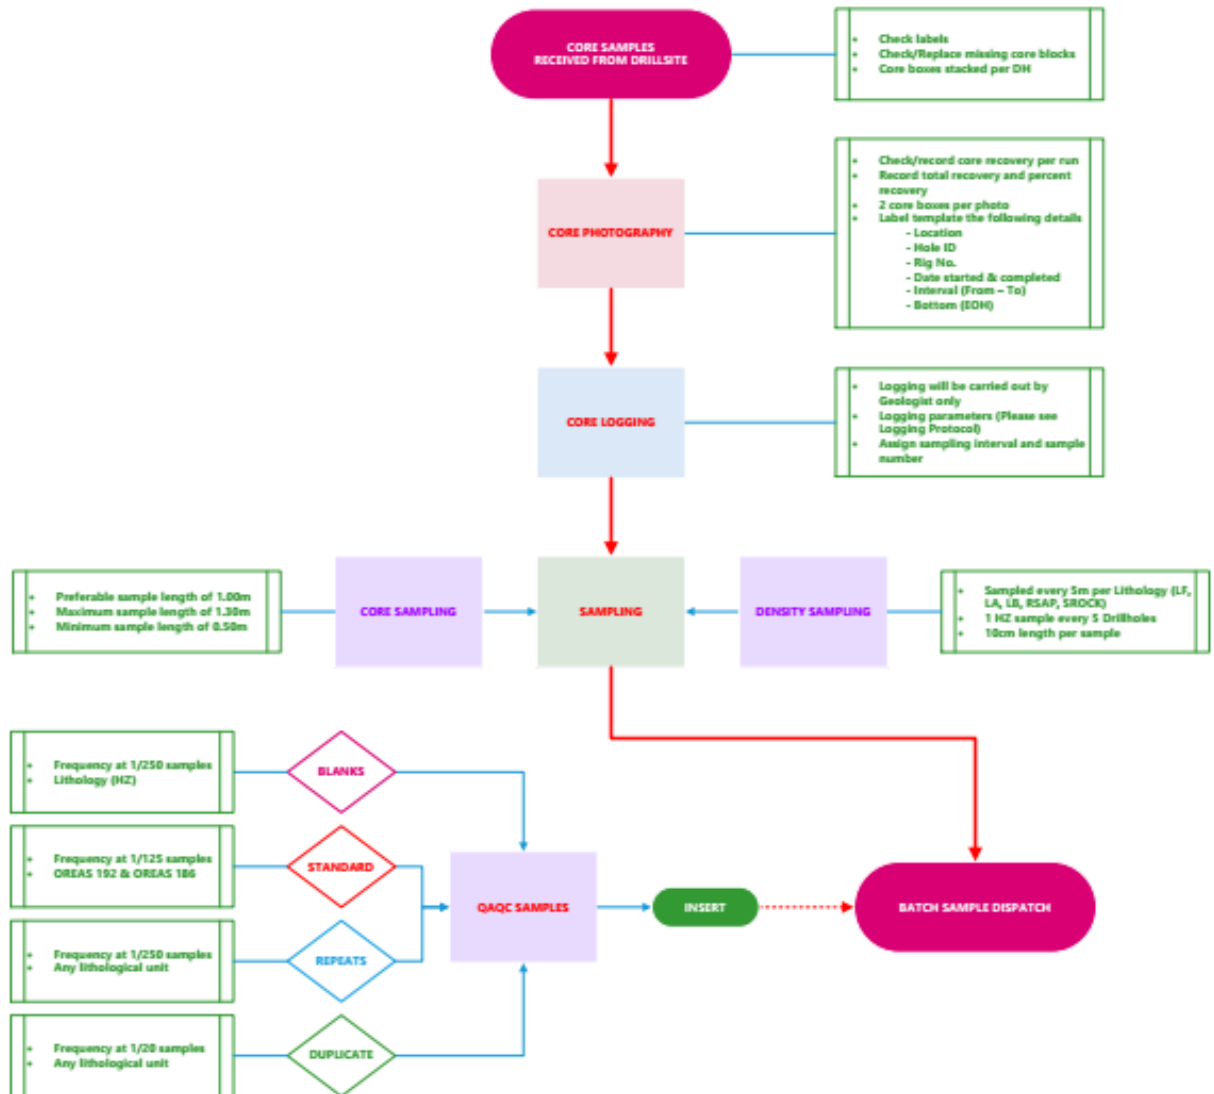 CORE SAMPLES
RECEIVED FROM DRILLSITE
• Check labels
• Check/Replace missing core blocks
• Core boxes stacked per DH
CORE PHOTOGRAPHY
• Check/record core recovery per run
• Record total recovery and percent
recovery
• 2 core boxes per photo
• Label template the following details
- Location
- Hole ID
- Rig No.
- Date started & completed
- Interval (From – To)
- Bottom (EOH)
CORE LOGGING
• Logging will be carried out by
Geologist only
• Logging parameters (Please see
Logging Protocol)
• Assign sampling interval and sample
number
• Preferable sample length of 1.00m
• Maximum sample length of 1.30m
• Minimum sample length of 0.50m
CORE SAMPLING
SAMPLING
DENSITY SAMPLING
• Sampled every 5m per Lithology (LF,
LA, LB, RSAP, SROCK)
• 1 HZ sample every 5 Drillholes
• 10cm length per sample
• Frequency at 1/250 samples
• Lithology (HZ)
BLANKS
• Frequency at 1/125 samples
• OREAS 192 & OREAS 186
STANDARD
QAQC SAMPLES
INSERT
BATCH SAMPLE DISPATCH
• Frequency at 1/250 samples
• Any lithological unit
REPEATS
• Frequency at 1/20 samples
• Any lithological unit
DUPLICATE